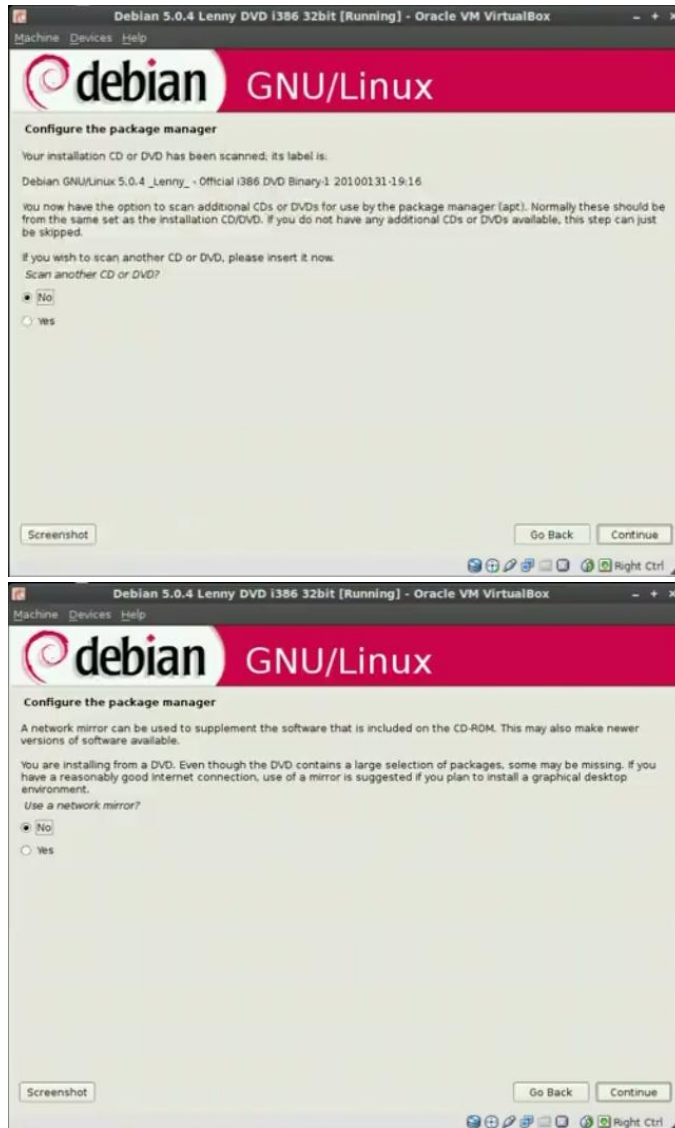 Debian 5.0.4 Lenny DVD i386 32bit [Running] - Oracle VM VirtualBox
Machine Devices Help
debian GNU/Linux
Configure the package manager
Your installation CD or DVD has been scanned; its label is:
Debian GNU/Linux 5.0.4 _Lenny_ - Official i386 DVD Binary-1 20100131-19:16
You now have the option to scan additional CDs or DVDs for use by the package manager (apt). Normally these should be
from the same set as the installation CD/DVD. If you do not have any additional CDs or DVDs available, this step can just
be skipped.
If you wish to scan another CD or DVD, please insert it now.
Scan another CD or DVD?
No
Yes
Screenshot Go Back Continue
Right Ctrl
Debian 5.0.4 Lenny DVD i386 32bit [Running] - Oracle VM VirtualBox
Machine Devices Help
debian GNU/Linux
Configure the package manager
A network mirror can be used to supplement the software that is included on the CD-ROM. This may also make newer
versions of software available.
You are installing from a DVD. Even though the DVD contains a large selection of packages, some may be missing. If you
have a reasonably good Internet connection, use of a mirror is suggested if you plan to install a graphical desktop
environment.
Use a network mirror?
No
Yes
Screenshot Go Back Continue
Right Ctrl